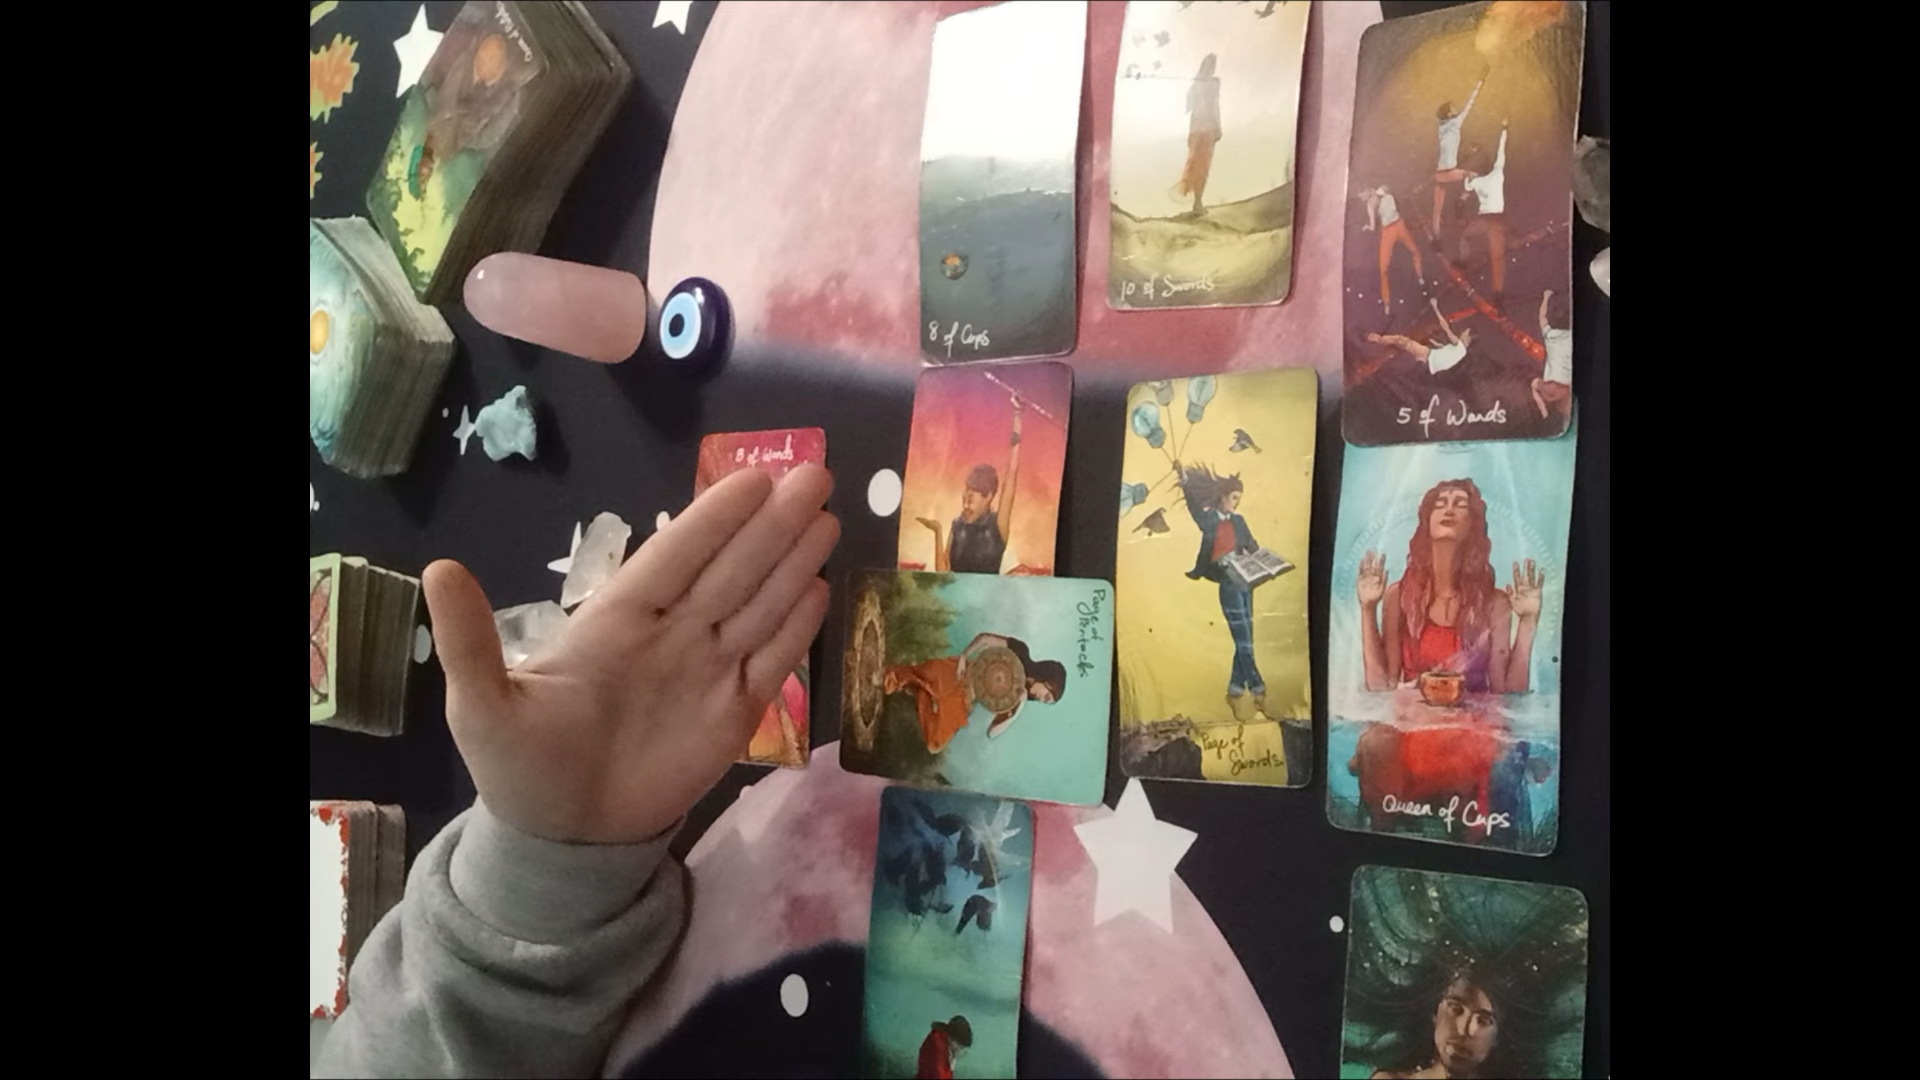 8 of Cups
10 of Swords
5 of Wands
8 of Wands
Page of
Pentacles
Page of
Swords
Queen of Cups